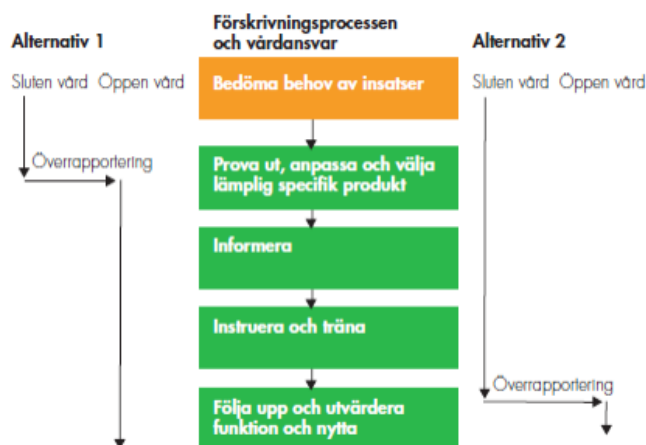 Förskrivningsprocessen
och vårdansvar
Alternativ 1
Alternativ 2
Sluten vård Öppen vård
Bedöma behov av insatser
Sluten vård Öppen vård
Överrapportering
Prova ut, anpassa och välja
lämplig specifik produkt
Informera
Instruera och träna
Överrapportering
Följa upp och utvärdera
funktion och nytta